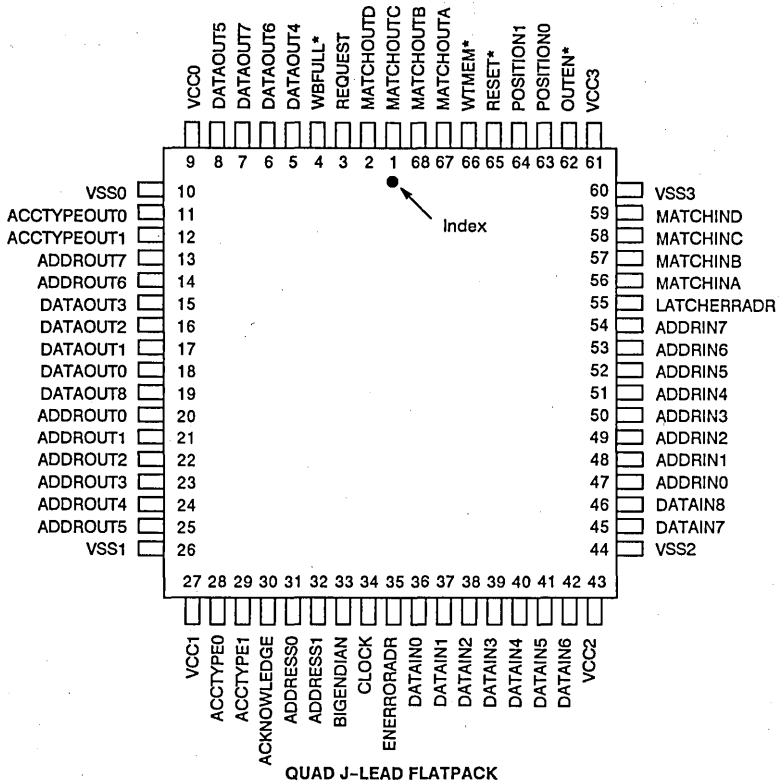 VCC0
DATAOUT5
DATAOUT7
DATAOUT6
DATAOUT4
WBFULL*
REQUEST
MATCHOUTD
MATCHOUTC
MATCHOUTB
MATCHOUTA
WTMEM*
RESET*
POSITION1
POSITION0
OUTEN*
VCC3
9 8 7 6 5 4 3 2 1 68 67 66 65 64 63 62 61
VSS0 10
ACCTYPEOUT0 11
ACCTYPEOUT1 12
ADDROUT7 13
ADDROUT6 14
DATAOUT3 15
DATAOUT2 16
DATAOUT1 17
DATAOUT0 18
DATAOUT8 19
ADDROUT0 20
ADDROUT1 21
ADDROUT2 22
ADDROUT3 23
ADDROUT4 24
ADDROUT5 25
VSS1 26
Index
60 VSS3
59 MATCHIND
58 MATCHINC
57 MATCHINB
56 MATCHINA
55 LATCHERRADR
54 ADDRIN7
53 ADDRIN6
52 ADDRIN5
51 ADDRIN4
50 ADDRIN3
49 ADDRIN2
48 ADDRIN1
47 ADDRIN0
46 DATAIN8
45 DATAIN7
44 VSS2
27 28 29 30 31 32 33 34 35 36 37 38 39 40 41 42 43
VCC1
ACCTYPE0
ACCTYPE1
ACKNOWLEDGE
ADDRESS0
ADDRESS1
BIGENDIAN
CLOCK
ENERRORADR
DATAIN0
DATAIN1
DATAIN2
DATAIN3
DATAIN4
DATAIN5
DATAIN6
VCC2
QUAD J-LEAD FLATPACK